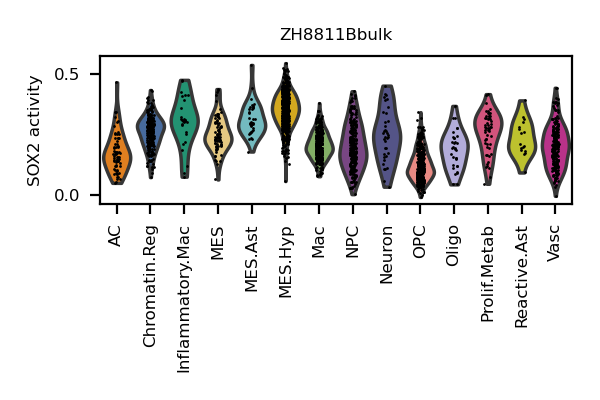 ZH8811Bbulk
SOX2 activity
0.5
0.0
AC
Chromatin.Reg
Inflammatory.Mac
MES
MES.Ast
MES.Hyp
Mac
NPC
Neuron
OPC
Oligo
Prolif.Metab
Reactive.Ast
Vasc